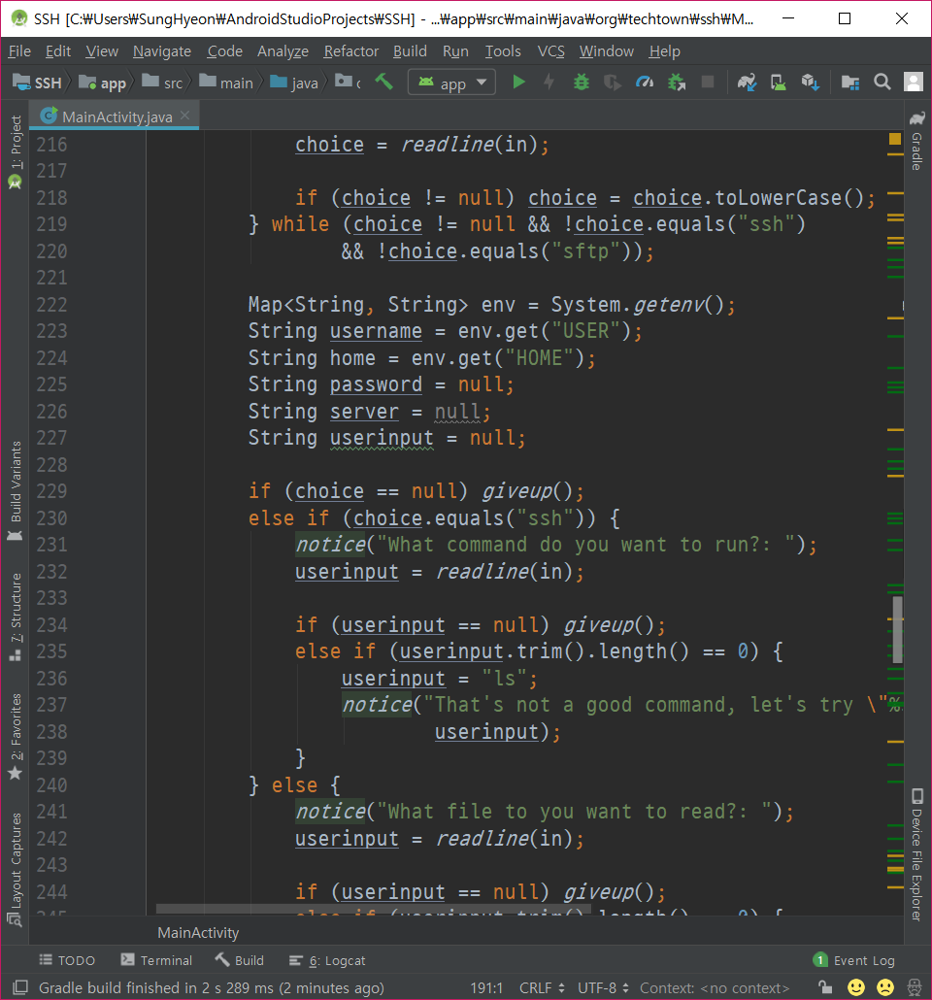 SSH [C:₩Users₩SungHyeon₩AndroidStudioProjects₩SSH] - ...₩app₩src₩main₩java₩org₩techtown₩ssh₩M...
File Edit View Navigate Code Analyze Refactor Build Run Tools VCS Window Help
SSH app src main java c app
MainActivity.java
1: Project
Build Variants
7: Structure
2: Favorites
Layout Captures
216 choice = readline(in);
217
218 if (choice != null) choice = choice.toLowerCase();
219 } while (choice != null && !choice.equals("ssh")
220 && !choice.equals("sftp"));
221
222 Map<String, String> env = System.getenv();
223 String username = env.get("USER");
224 String home = env.get("HOME");
225 String password = null;
226 String server = null;
227 String userinput = null;
228
229 if (choice == null) giveup();
230 else if (choice.equals("ssh")) {
231 notice("What command do you want to run?: ");
232 userinput = readline(in);
233
234 if (userinput == null) giveup();
235 else if (userinput.trim().length() == 0) {
236 userinput = "ls";
237 notice("That's not a good command, let's try \"%
238 userinput);
239 }
240 } else {
241 notice("What file to you want to read?: ");
242 userinput = readline(in);
243
244 if (userinput == null) giveup();
245 else if (userinput.trim().length() == 0) {
Gradle
Device File Explorer
MainActivity
TODO Terminal Build 6: Logcat 1 Event Log
Gradle build finished in 2 s 289 ms (2 minutes ago) 191:1 CRLF UTF-8 Context: <no context>